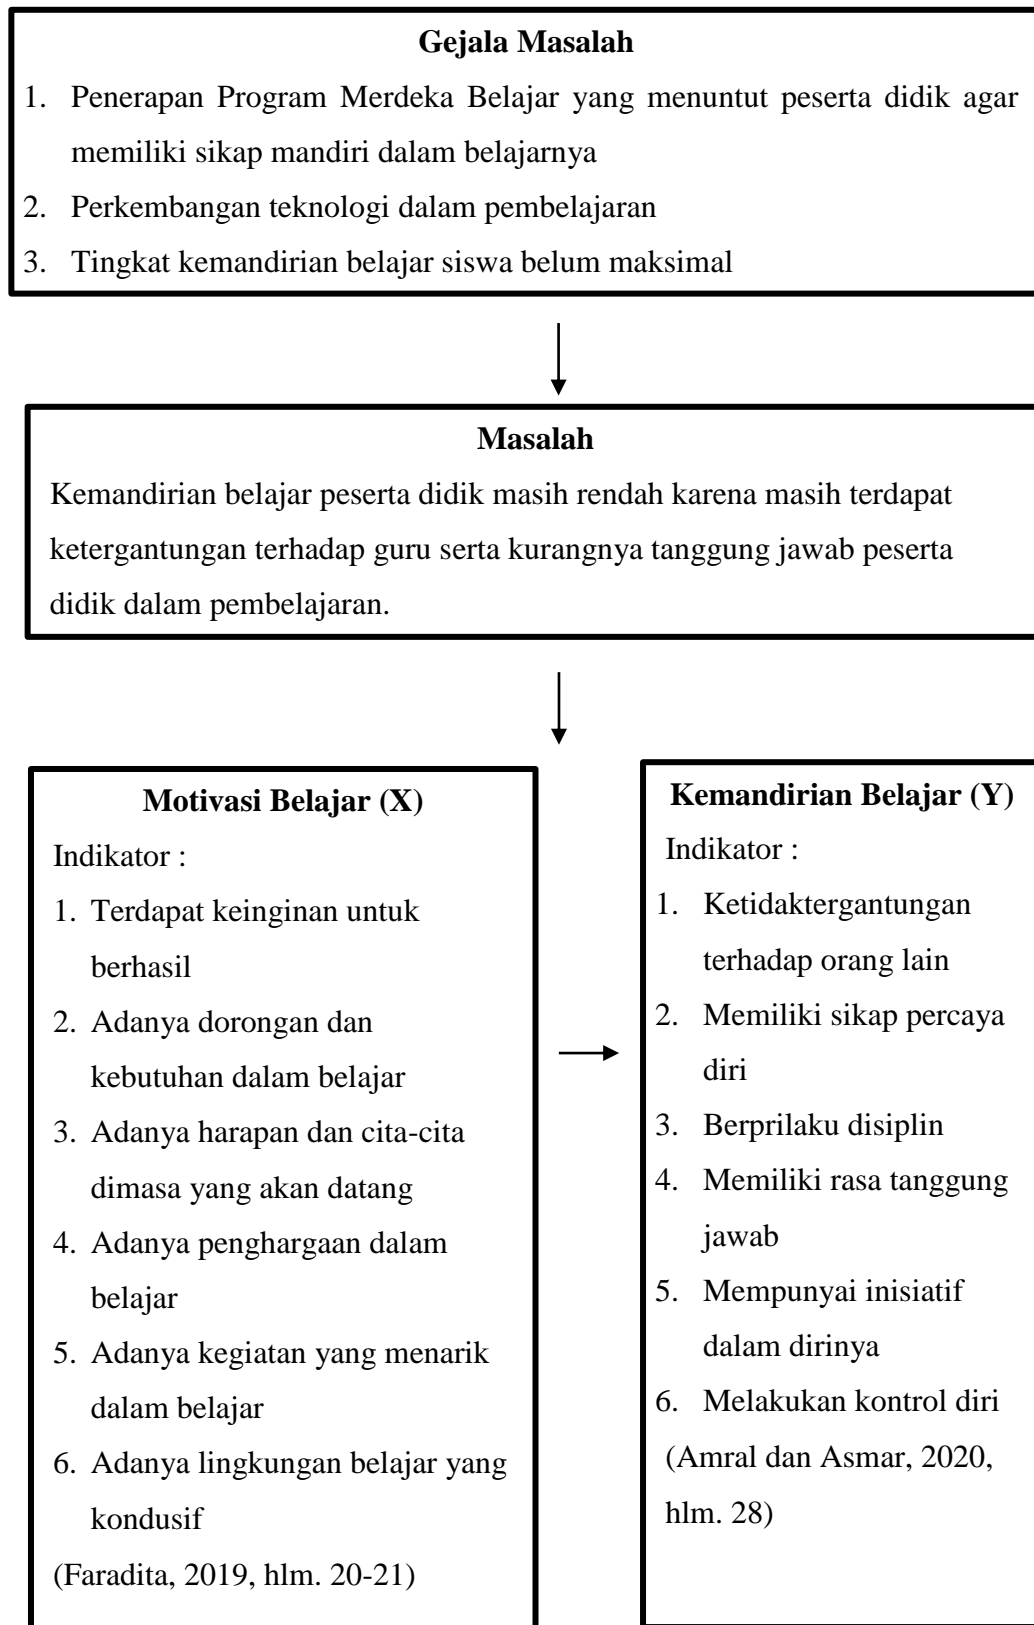 Gejala Masalah
1. Penerapan Program Merdeka Belajar yang menuntut peserta didik agar
memiliki sikap mandiri dalam belajarnya
2. Perkembangan teknologi dalam pembelajaran
3. Tingkat kemandirian belajar siswa belum maksimal
Masalah
Kemandirian belajar peserta didik masih rendah karena masih terdapat
ketergantungan terhadap guru serta kurangnya tanggung jawab peserta
didik dalam pembelajaran.
Motivasi Belajar (X)
Indikator :
1. Terdapat keinginan untuk
berhasil
2. Adanya dorongan dan
kebutuhan dalam belajar
3. Adanya harapan dan cita-cita
dimasa yang akan datang
4. Adanya penghargaan dalam
belajar
5. Adanya kegiatan yang menarik
dalam belajar
6. Adanya lingkungan belajar yang
kondusif
(Faradita, 2019, hlm. 20-21)
Kemandirian Belajar (Y)
Indikator :
1. Ketidaktergantungan
terhadap orang lain
2. Memiliki sikap percaya
diri
3. Berprilaku disiplin
4. Memiliki rasa tanggung
jawab
5. Mempunyai inisiatif
dalam dirinya
6. Melakukan kontrol diri
(Amral dan Asmar, 2020,
hlm. 28)